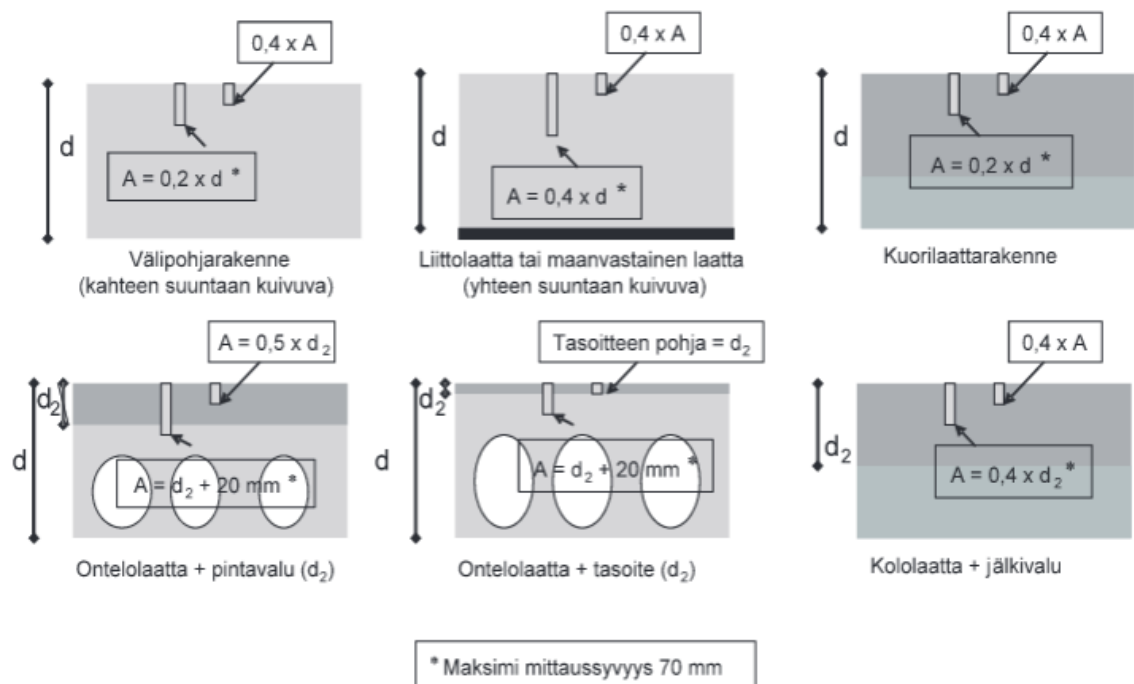 0,4 x A
d
A = 0,2 x d *
Välipohjarakenne
(kahteen suuntaan kuivuva)
0,4 x A
d
A = 0,4 x d *
Liittolaatta tai maanvastainen laatta
(yhteen suuntaan kuivuva)
0,4 x A
d
A = 0,2 x d *
Kuorilaattarakenne
A = 0,5 x d₂
d₂
d
A = d₂ + 20 mm *
Ontelolaatta + pintavalu (d₂)
Tasoitteen pohja = d₂
d₂
d
A = d₂ + 20 mm *
Ontelolaatta + tasoite (d₂)
0,4 x A
d₂
A = 0,4 x d₂ *
Kololaatta + jälkivalu
* Maksimi mittaussyvyys 70 mm